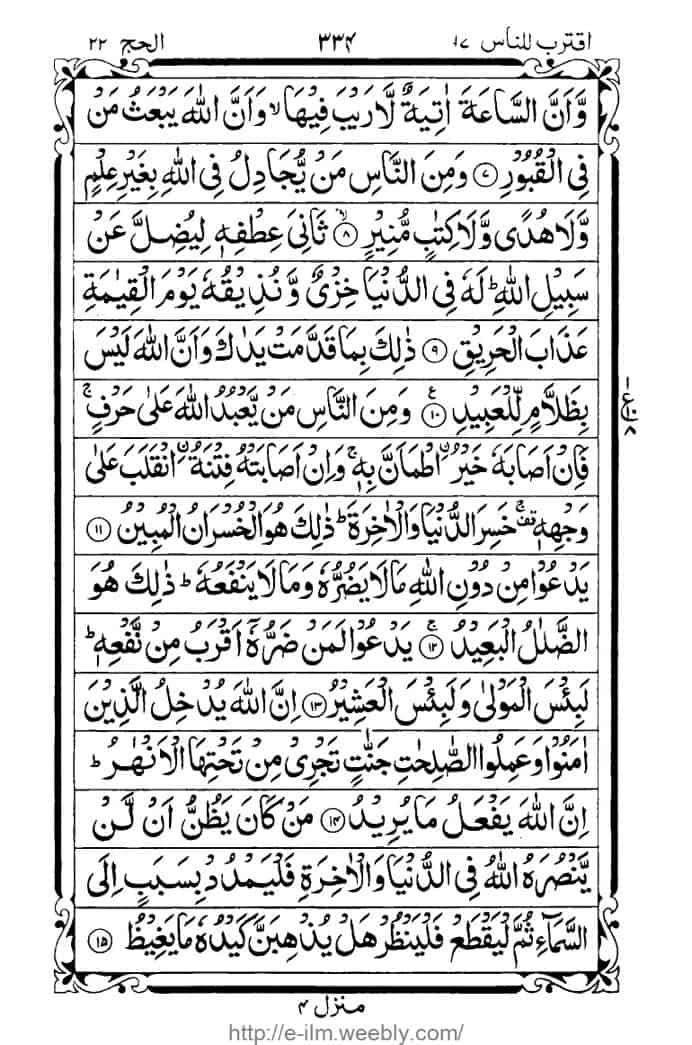 اقترب للناس ۱۷ ۳۳۴ الحج ۲۲
وَّاَنَّ السَّاعَةَ اٰتِيَةٌ لَّا رَيْبَ فِيْهَا ۙ وَاَنَّ اللّٰهَ يَبْعَثُ مَنْ
فِي الْقُبُوْرِ ۷ وَمِنَ النَّاسِ مَنْ يُّجَادِلُ فِي اللّٰهِ بِغَيْرِ عِلْمٍ
وَّلَا هُدًى وَّلَا كِتٰبٍ مُّنِيْرٍ ۙ ۸ ثَانِيَ عِطْفِهٖ لِيُضِلَّ عَنْ
سَبِيْلِ اللّٰهِ ؕ لَهٗ فِي الدُّنْيَا خِزْيٌ وَّنُذِيْقُهٗ يَوْمَ الْقِيٰمَةِ
عَذَابَ الْحَرِيْقِ ۹ ذٰلِكَ بِمَا قَدَّمَتْ يَدٰكَ وَاَنَّ اللّٰهَ لَيْسَ
بِظَلَّامٍ لِّلْعَبِيْدِ ۱۰ ع وَمِنَ النَّاسِ مَنْ يَّعْبُدُ اللّٰهَ عَلٰى حَرْفٍ ۚ
فَاِنْ اَصَابَهٗ خَيْرُ ۨاطْمَاَنَّ بِهٖ ۚ وَاِنْ اَصَابَتْهُ فِتْنَةُ ۨانْقَلَبَ عَلٰى
وَجْهِهٖ ۚ قف خَسِرَ الدُّنْيَا وَالْاٰخِرَةَ ؕ ذٰلِكَ هُوَ الْخُسْرَانُ الْمُبِيْنُ ۱۱
يَدْعُوْا مِنْ دُوْنِ اللّٰهِ مَا لَا يَضُرُّهٗ وَمَا لَا يَنْفَعُهٗ ؕ ذٰلِكَ هُوَ
الضَّلٰلُ الْبَعِيْدُ ۚ ۱۲ يَدْعُوْا لَمَنْ ضَرُّهٗۤ اَقْرَبُ مِنْ نَّفْعِهٖ ؕ
لَبِئْسَ الْمَوْلٰى وَلَبِئْسَ الْعَشِيْرُ ۱۳ اِنَّ اللّٰهَ يُدْخِلُ الَّذِيْنَ
اٰمَنُوْا وَعَمِلُوا الصّٰلِحٰتِ جَنّٰتٍ تَجْرِيْ مِنْ تَحْتِهَا الْاَنْهٰرُ ؕ
اِنَّ اللّٰهَ يَفْعَلُ مَا يُرِيْدُ ۱۴ مَنْ كَانَ يَظُنُّ اَنْ لَّنْ
يَّنْصُرَهُ اللّٰهُ فِي الدُّنْيَا وَالْاٰخِرَةِ فَلْيَمْدُدْ بِسَبَبٍ اِلَى
السَّمَآءِ ثُمَّ لْيَقْطَعْ فَلْيَنْظُرْ هَلْ يُذْهِبَنَّ كَيْدُهٗ مَا يَغِيْظُ ۱۵
منزل ۴
http://e-ilm.weebly.com/